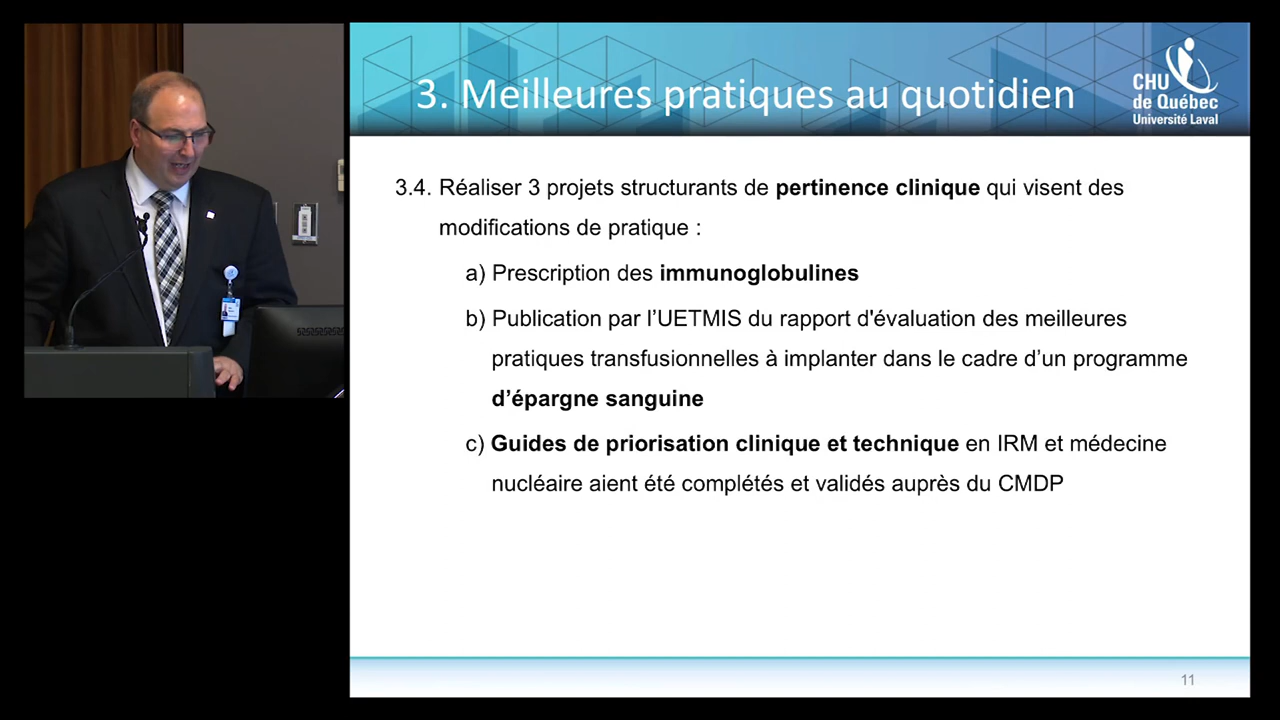 3. Meilleures pratiques au quotidien
CHU
de Québec
Université Laval
3.4. Réaliser 3 projets structurants de pertinence clinique qui visent des
modifications de pratique :
a) Prescription des immunoglobulines
b) Publication par l’UETMIS du rapport d'évaluation des meilleures
pratiques transfusionnelles à implanter dans le cadre d’un programme
d’épargne sanguine
c) Guides de priorisation clinique et technique en IRM et médecine
nucléaire aient été complétés et validés auprès du CMDP
11